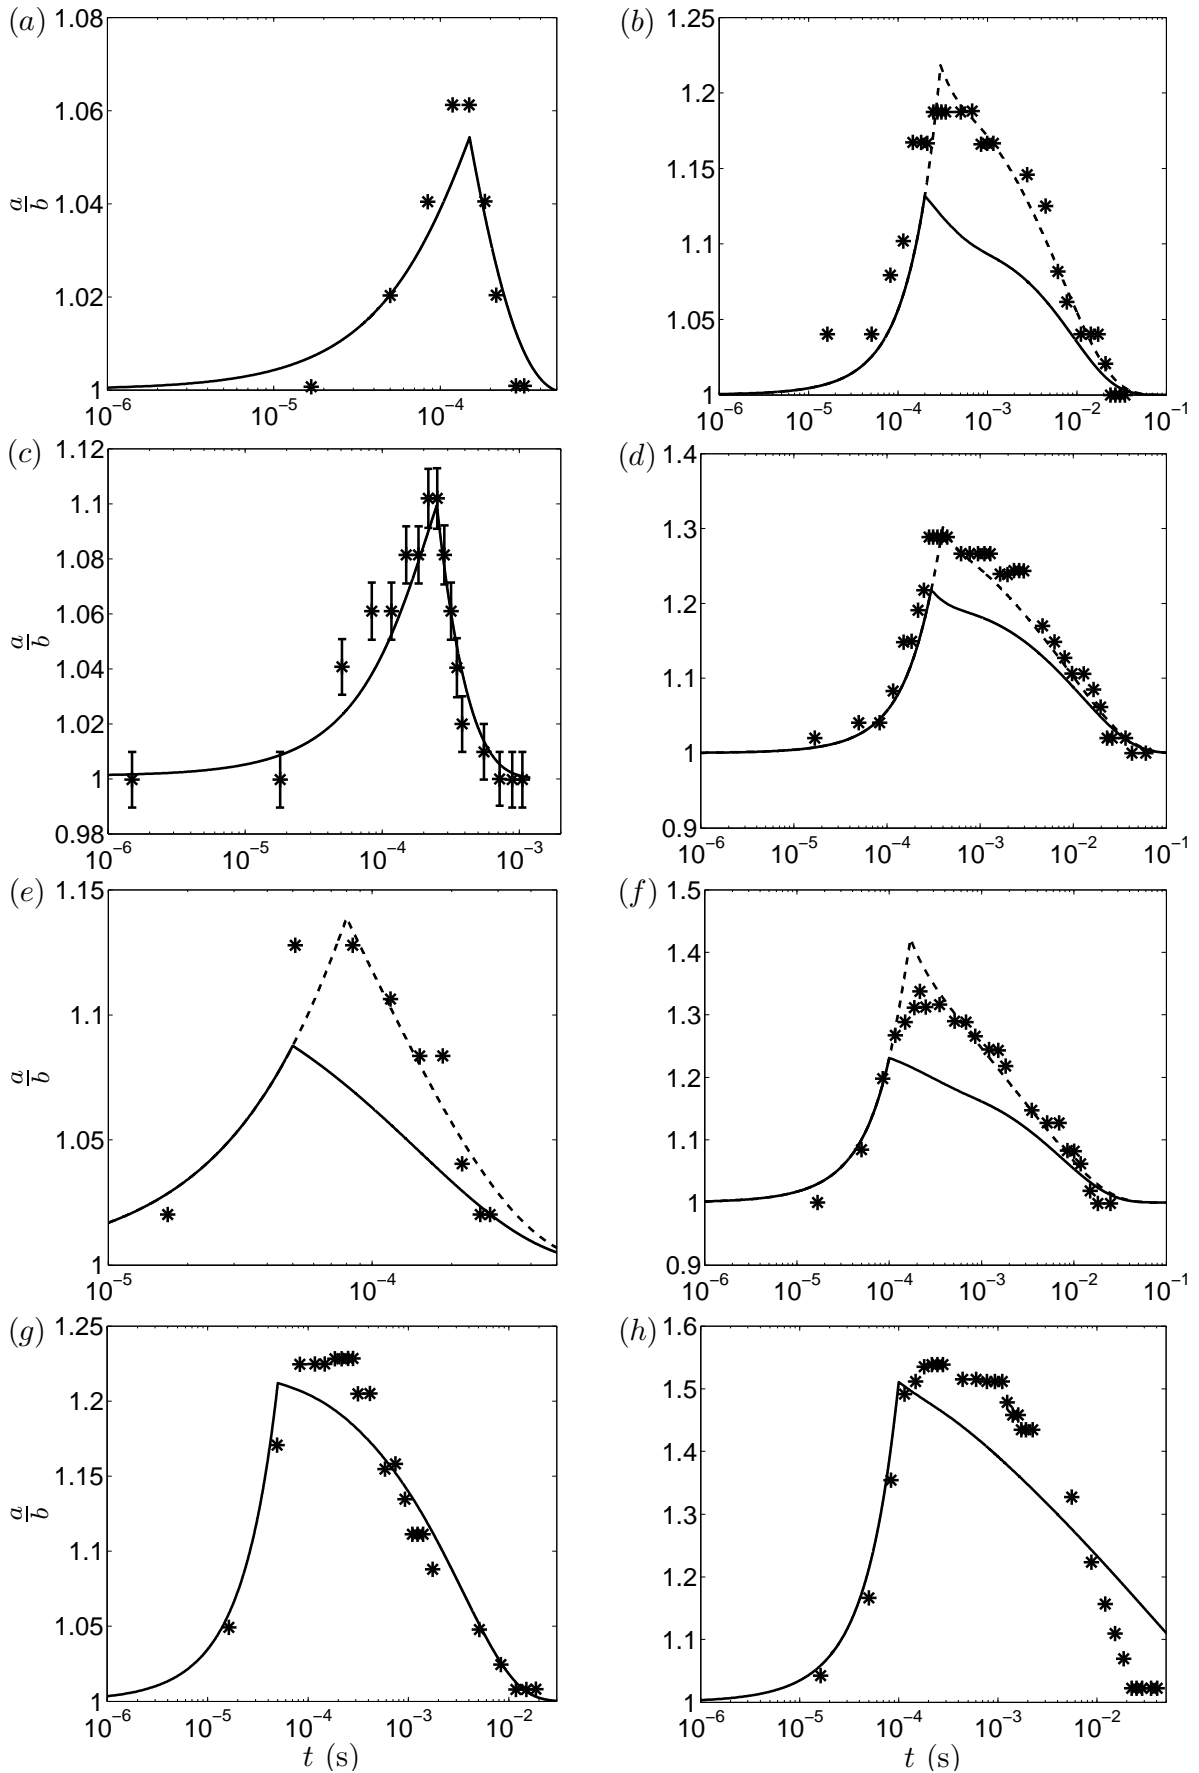 (a)
1.08
1.06
1.04
1.02
1
10⁻⁶ 10⁻⁵ 10⁻⁴
a/b
(b)
1.25
1.2
1.15
1.1
1.05
1
10⁻⁶ 10⁻⁵ 10⁻⁴ 10⁻³ 10⁻² 10⁻¹
(c)
1.12
1.1
1.08
1.06
1.04
1.02
1
0.98
10⁻⁶ 10⁻⁵ 10⁻⁴ 10⁻³
a/b
(d)
1.4
1.3
1.2
1.1
1
0.9
10⁻⁶ 10⁻⁵ 10⁻⁴ 10⁻³ 10⁻² 10⁻¹
(e)
1.15
1.1
1.05
1
10⁻⁵ 10⁻⁴
a/b
(f)
1.5
1.4
1.3
1.2
1.1
1
0.9
10⁻⁶ 10⁻⁵ 10⁻⁴ 10⁻³ 10⁻² 10⁻¹
(g)
1.25
1.2
1.15
1.1
1.05
1
10⁻⁶ 10⁻⁵ 10⁻⁴ 10⁻³ 10⁻²
a/b
t (s)
(h)
1.6
1.5
1.4
1.3
1.2
1.1
1
10⁻⁶ 10⁻⁵ 10⁻⁴ 10⁻³ 10⁻²
t (s)